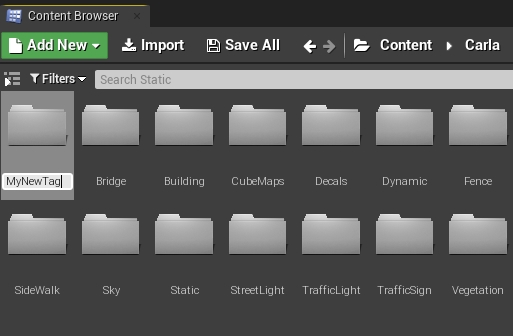 Content Browser
Add New Import Save All Content Carla
Filters Search Static
MyNewTag Bridge Building CubeMaps Decals Dynamic Fence
SideWalk Sky Static StreetLight TrafficLight TrafficSign Vegetation